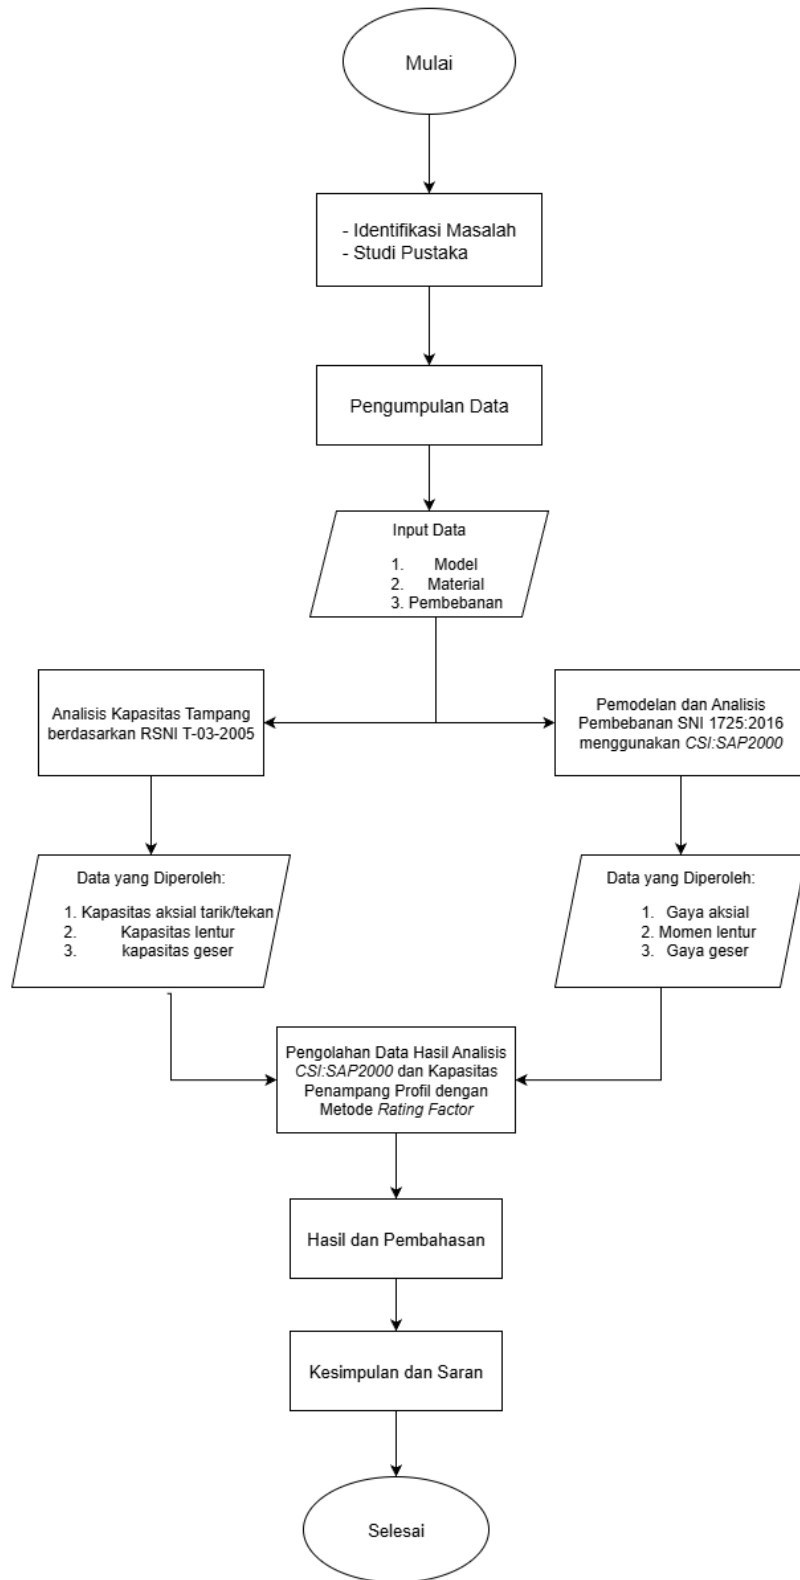 Mulai
- Identifikasi Masalah
- Studi Pustaka
Pengumpulan Data
Input Data
1. Model
2. Material
3. Pembebanan
Analisis Kapasitas Tampang
berdasarkan RSNI T-03-2005
Pemodelan dan Analisis
Pembebanan SNI 1725:2016
menggunakan CSI:SAP2000
Data yang Diperoleh:
1. Kapasitas aksial tarik/tekan
2. Kapasitas lentur
3. kapasitas geser
Data yang Diperoleh:
1. Gaya aksial
2. Momen lentur
3. Gaya geser
Pengolahan Data Hasil Analisis
CSI:SAP2000 dan Kapasitas
Penampang Profil dengan
Metode Rating Factor
Hasil dan Pembahasan
Kesimpulan dan Saran
Selesai